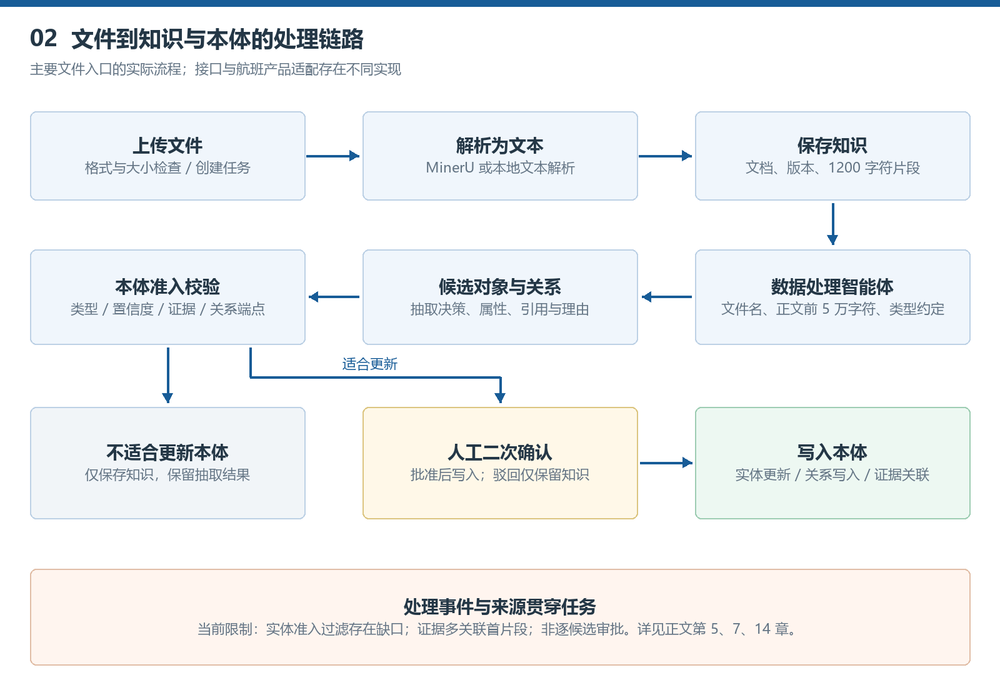 02 文件到知识与本体的处理链路
主要文件入口的实际流程；接口与航班产品适配存在不同实现
上传文件
格式与大小检查 / 创建任务
解析为文本
MinerU 或本地文本解析
保存知识
文档、版本、1200 字符片段
本体准入校验
类型 / 置信度 / 证据 / 关系端点
候选对象与关系
抽取决策、属性、引用与理由
数据处理智能体
文件名、正文前 5 万字符、类型约定
适合更新
不适合更新本体
仅保存知识，保留抽取结果
人工二次确认
批准后写入；驳回仅保留知识
写入本体
实体更新 / 关系写入 / 证据关联
处理事件与来源贯穿任务
当前限制：实体准入过滤存在缺口；证据多关联首片段；非逐候选审批。详见正文第 5、7、14 章。